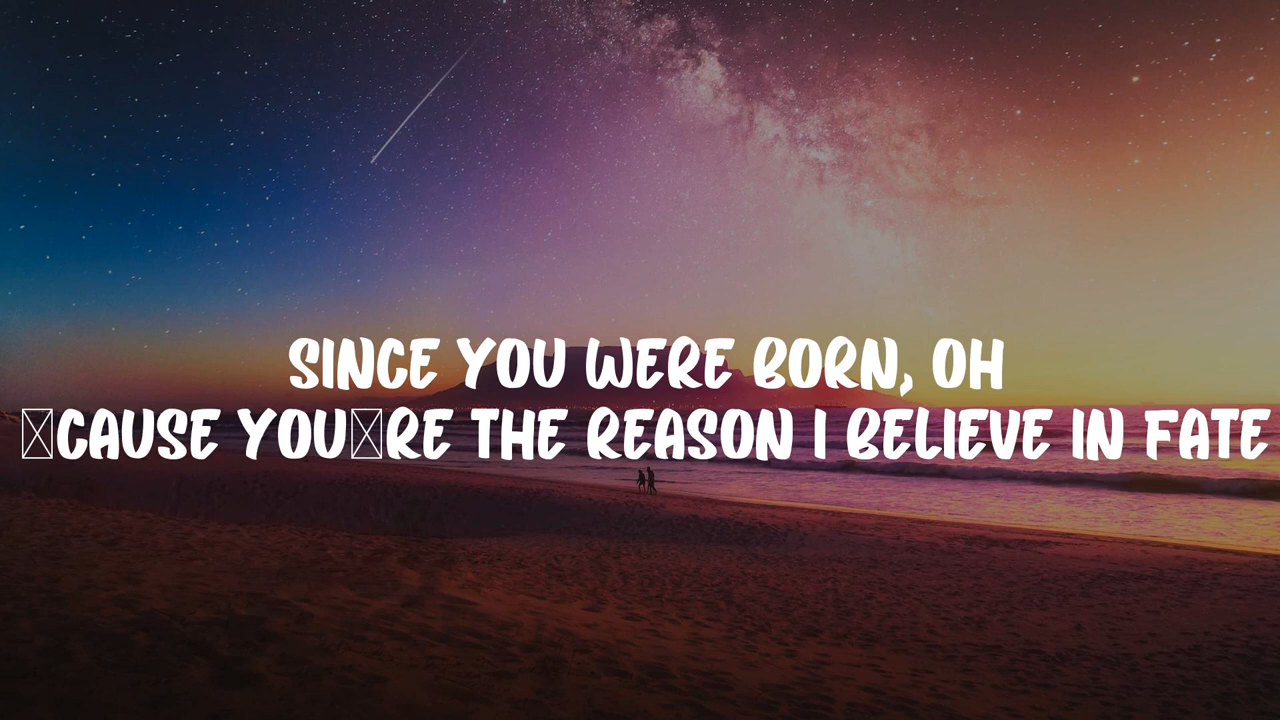 SINCE YOU WERE BORN, OH
☒CAUSE YOU☒RE THE REASON I BELIEVE IN FATE